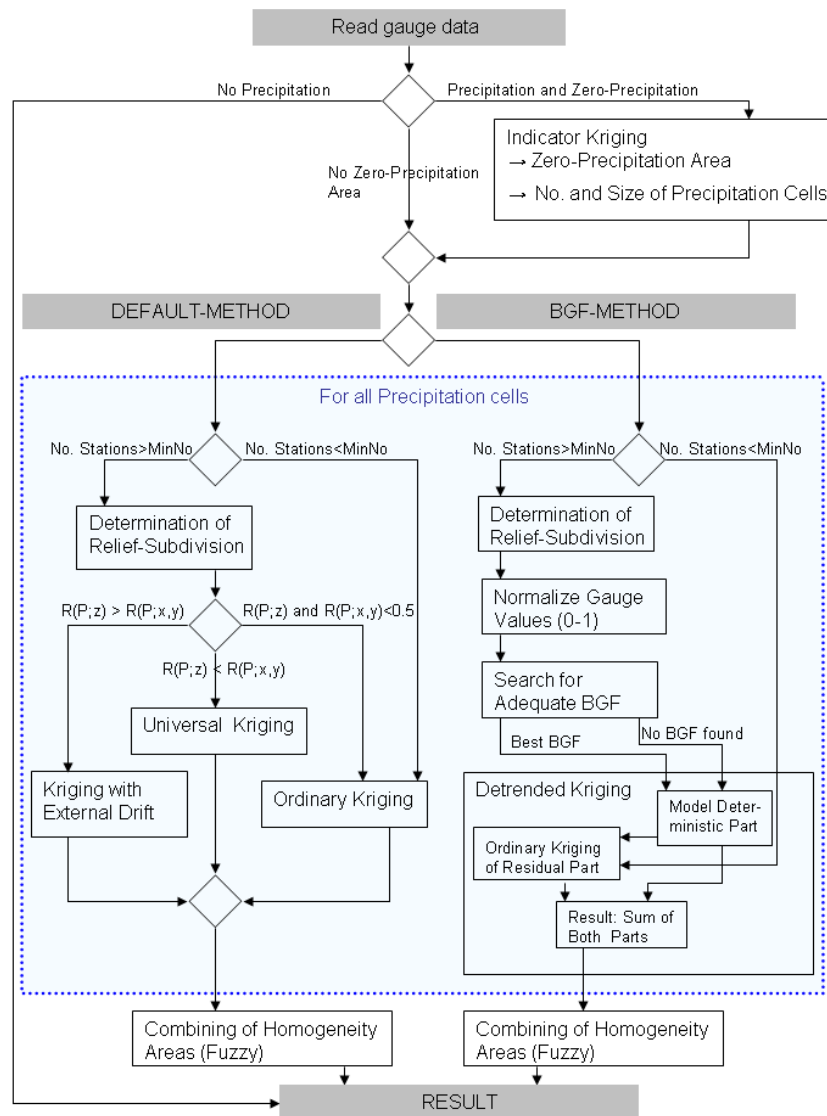 Read gauge data
No Precipitation
Precipitation and Zero-Precipitation
Indicator Kriging
→ Zero-Precipitation Area
→ No. and Size of Precipitation Cells
No Zero-Precipitation
Area
DEFAULT-METHOD
BGF-METHOD
For all Precipitation cells
No. Stations>MinNo
No. Stations<MinNo
No. Stations>MinNo
No. Stations<MinNo
Determination of
Relief-Subdivision
R(P;z) > R(P;x,y)
R(P;z) and R(P;x,y)<0.5
R(P;z) < R(P;x,y)
Universal Kriging
Kriging with
External Drift
Ordinary Kriging
Determination of
Relief-Subdivision
Normalize Gauge
Values (0-1)
Search for
Adequate BGF
Best BGF
No BGF found
Detrended Kriging
Model Deter-
ministic Part
Ordinary Kriging
of Residual Part
Result: Sum of
Both Parts
Combining of Homogeneity
Areas (Fuzzy)
Combining of Homogeneity
Areas (Fuzzy)
RESULT